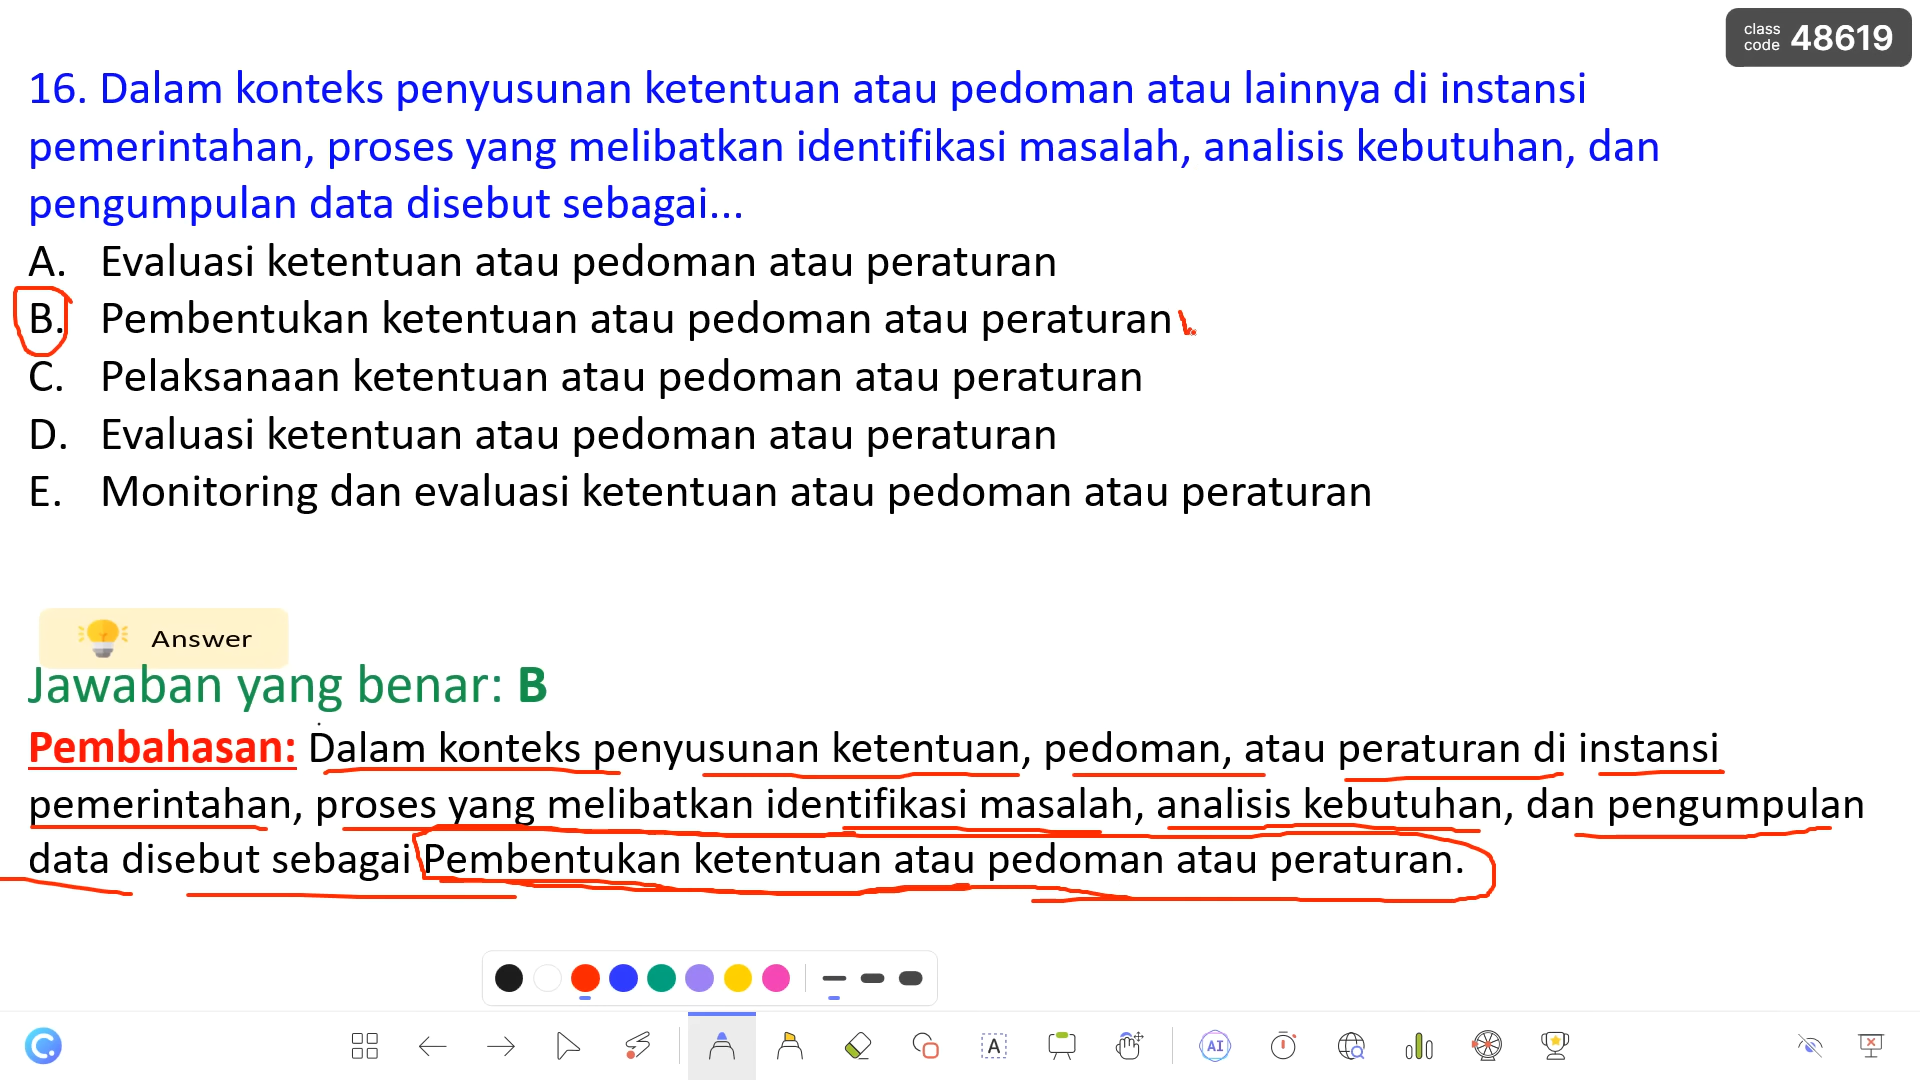 class
code 48619
16. Dalam konteks penyusunan ketentuan atau pedoman atau lainnya di instansi
pemerintahan, proses yang melibatkan identifikasi masalah, analisis kebutuhan, dan
pengumpulan data disebut sebagai...
A. Evaluasi ketentuan atau pedoman atau peraturan
B. Pembentukan ketentuan atau pedoman atau peraturan
C. Pelaksanaan ketentuan atau pedoman atau peraturan
D. Evaluasi ketentuan atau pedoman atau peraturan
E. Monitoring dan evaluasi ketentuan atau pedoman atau peraturan
Answer
Jawaban yang benar: B
Pembahasan: Dalam konteks penyusunan ketentuan, pedoman, atau peraturan di instansi
pemerintahan, proses yang melibatkan identifikasi masalah, analisis kebutuhan, dan pengumpulan
data disebut sebagai Pembentukan ketentuan atau pedoman atau peraturan.
A
AI